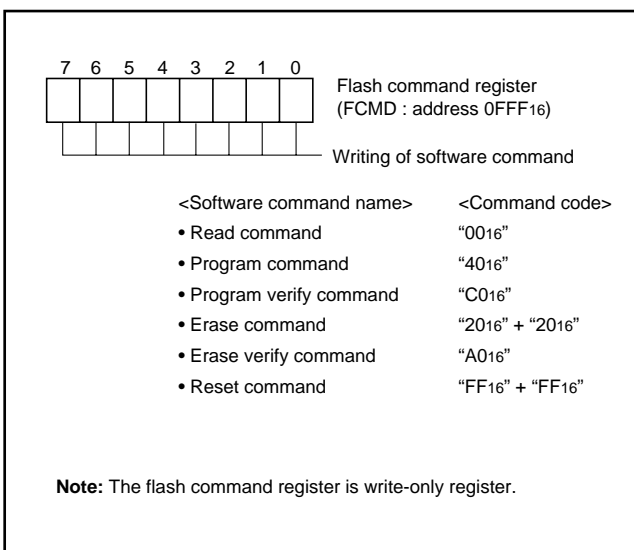 7 6 5 4 3 2 1 0
Flash command register
(FCMD : address 0FFF16)
Writing of software command
<Software command name> <Command code>
• Read command “0016”
• Program command “4016”
• Program verify command “C016”
• Erase command “2016” + “2016”
• Erase verify command “A016”
• Reset command “FF16” + “FF16”
Note: The flash command register is write-only register.